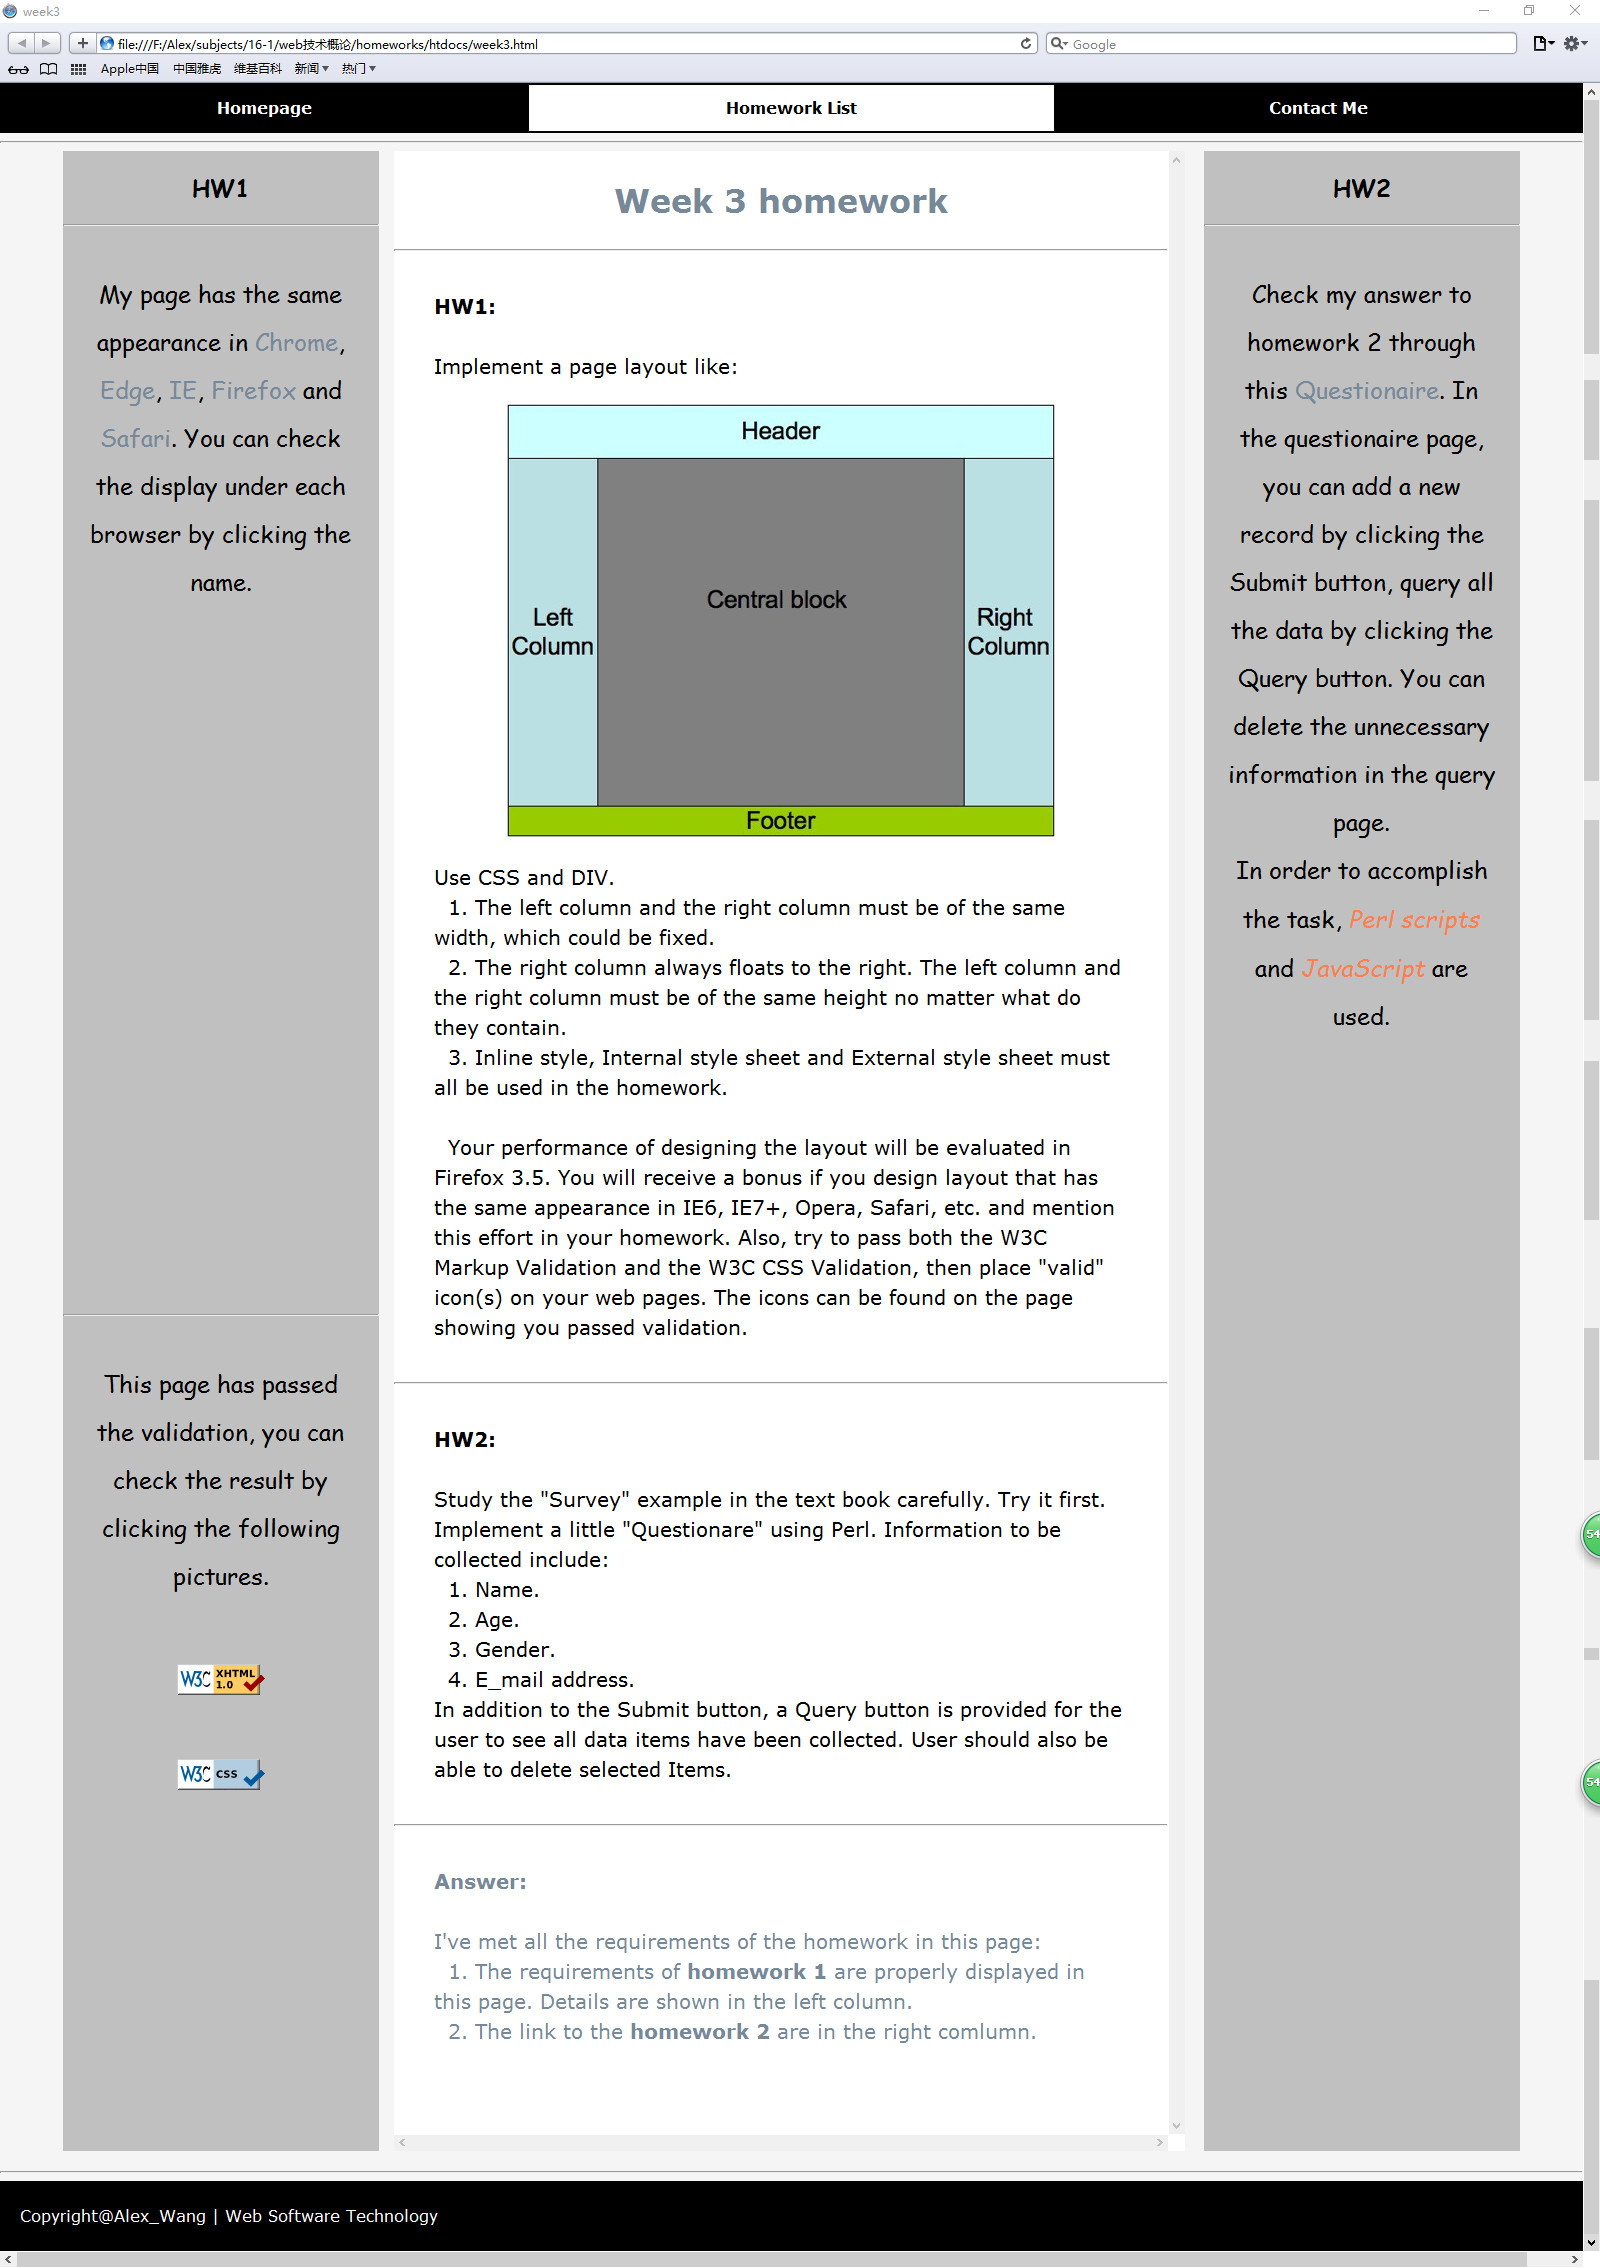 week3
file:///F:/Alex/subjects/16-1/web技术概论/homeworks/htdocs/week3.html
Google
Apple中国 中国雅虎 维基百科 新闻 热门
Homepage Homework List Contact Me
HW1
My page has the same
appearance in Chrome,
Edge, IE, Firefox and
Safari. You can check
the display under each
browser by clicking the
name.
This page has passed
the validation, you can
check the result by
clicking the following
pictures.
W3C XHTML 1.0
W3C css
Week 3 homework
HW1:
Implement a page layout like:
Header
Left
Column
Central block
Right
Column
Footer
Use CSS and DIV.
1. The left column and the right column must be of the same
width, which could be fixed.
2. The right column always floats to the right. The left column and
the right column must be of the same height no matter what do
they contain.
3. Inline style, Internal style sheet and External style sheet must
all be used in the homework.
Your performance of designing the layout will be evaluated in
Firefox 3.5. You will receive a bonus if you design layout that has
the same appearance in IE6, IE7+, Opera, Safari, etc. and mention
this effort in your homework. Also, try to pass both the W3C
Markup Validation and the W3C CSS Validation, then place "valid"
icon(s) on your web pages. The icons can be found on the page
showing you passed validation.
HW2:
Study the "Survey" example in the text book carefully. Try it first.
Implement a little "Questionare" using Perl. Information to be
collected include:
1. Name.
2. Age.
3. Gender.
4. E_mail address.
In addition to the Submit button, a Query button is provided for the
user to see all data items have been collected. User should also be
able to delete selected Items.
Answer:
I've met all the requirements of the homework in this page:
1. The requirements of homework 1 are properly displayed in
this page. Details are shown in the left column.
2. The link to the homework 2 are in the right comlumn.
HW2
Check my answer to
homework 2 through
this Questionaire. In
the questionaire page,
you can add a new
record by clicking the
Submit button, query all
the data by clicking the
Query button. You can
delete the unnecessary
information in the query
page.
In order to accomplish
the task, Perl scripts
and JavaScript are
used.
54
54
Copyright@Alex_Wang | Web Software Technology